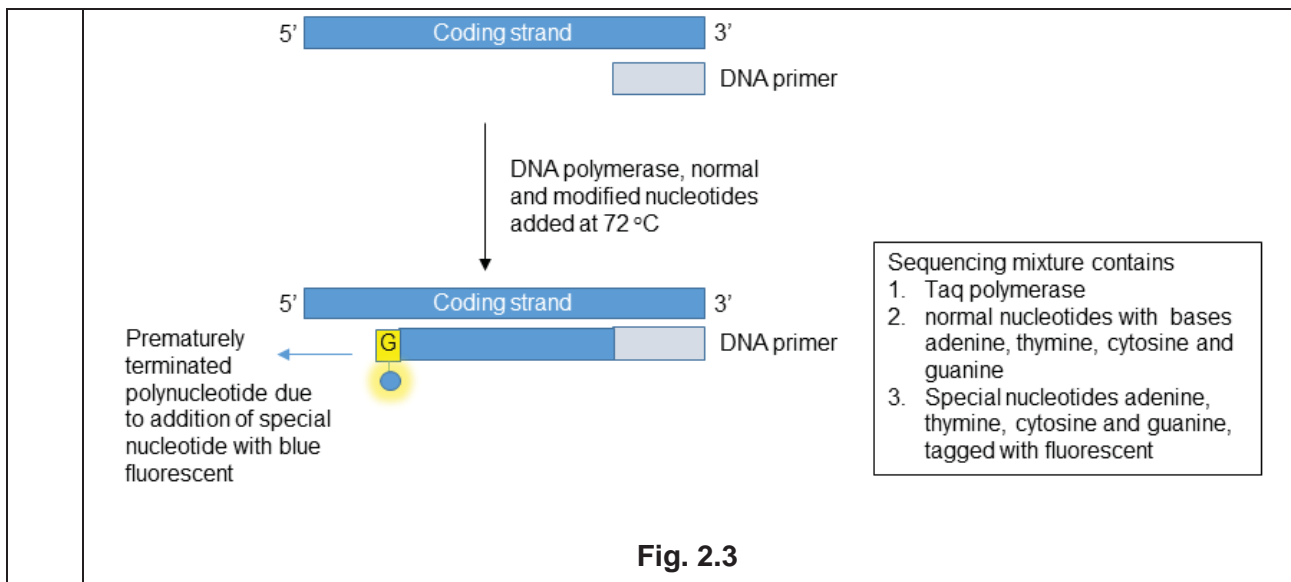 5’ Coding strand 3’
DNA primer
DNA polymerase, normal
and modified nucleotides
added at 72 °C
5’ Coding strand 3’
G DNA primer
Prematurely
terminated
polynucleotide due
to addition of special
nucleotide with blue
fluorescent
Sequencing mixture contains
1. Taq polymerase
2. normal nucleotides with bases
adenine, thymine, cytosine and
guanine
3. Special nucleotides adenine,
thymine, cytosine and guanine,
tagged with fluorescent
Fig. 2.3